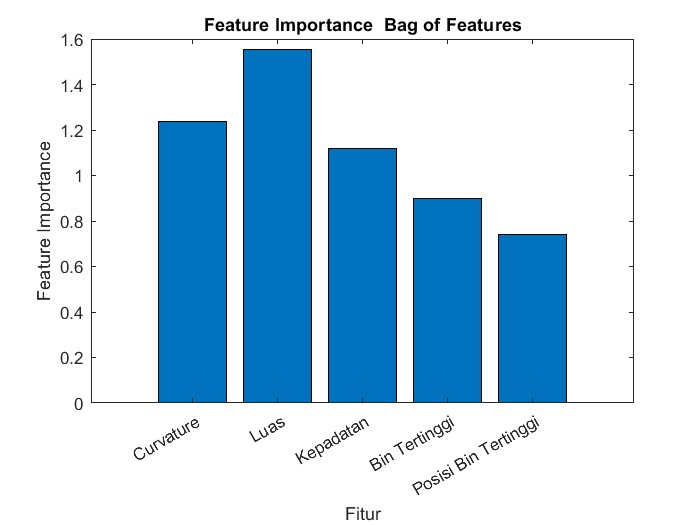 Feature Importance  Bag of Features
Feature Importance
1.6
1.4
1.2
1
0.8
0.6
0.4
0.2
0
Curvature
Luas
Kepadatan
Bin Tertinggi
Posisi Bin Tertinggi
Fitur